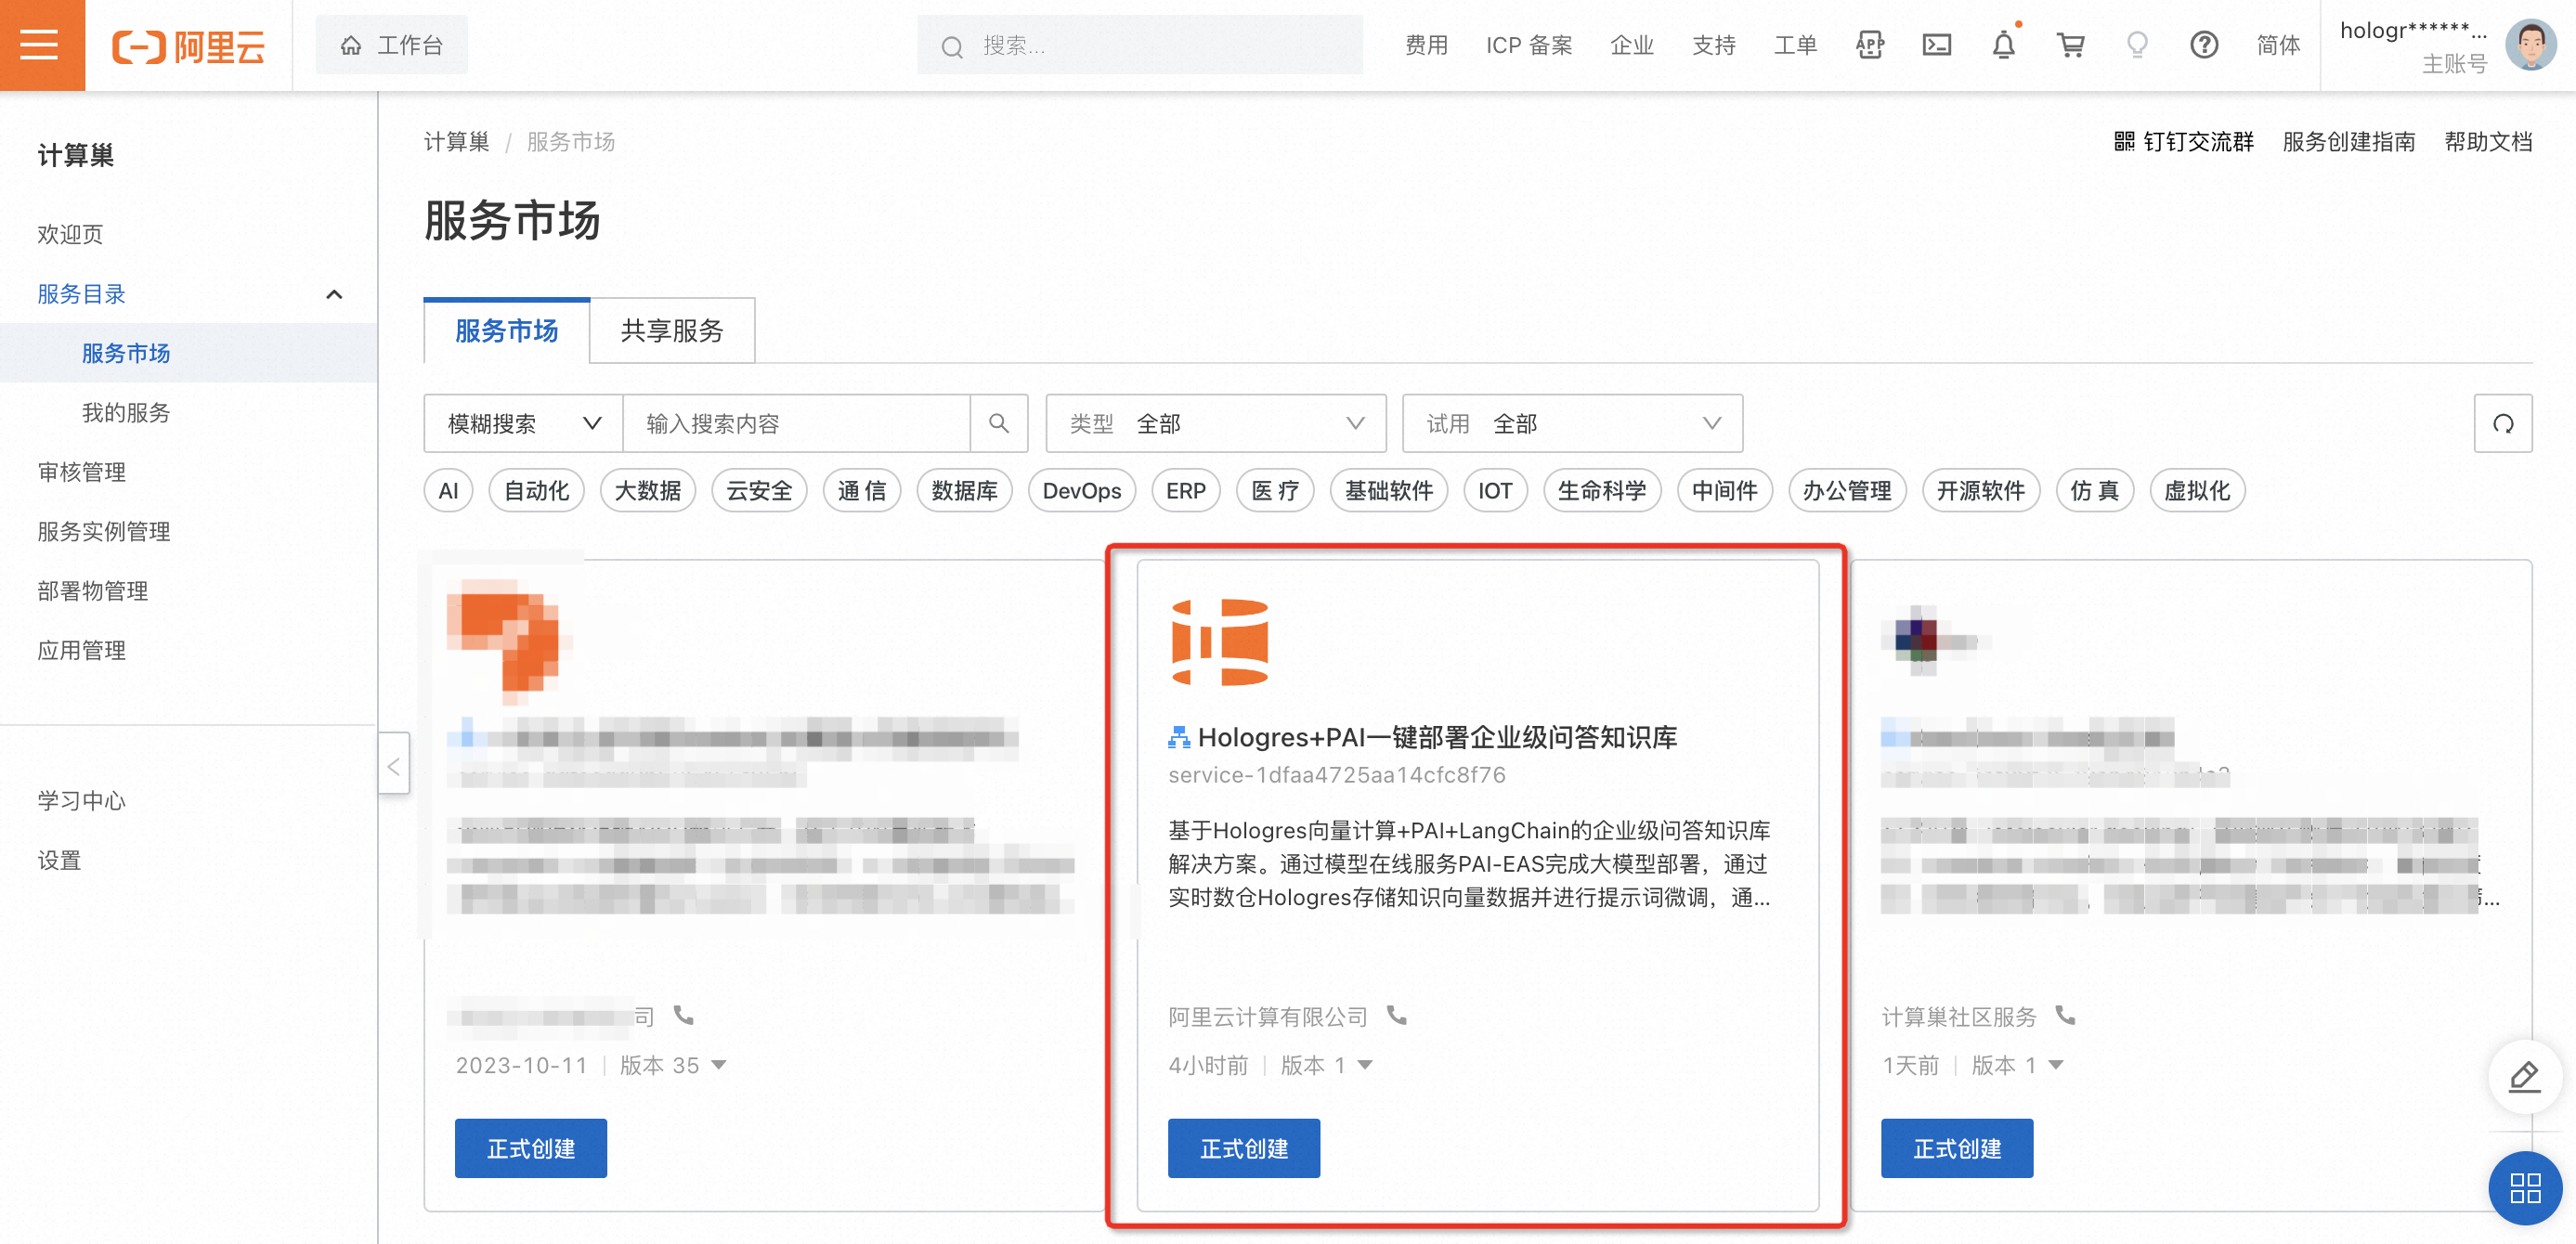 阿里云
工作台
搜索...
费用
ICP 备案
企业
支持
工单
APP
简体
hologr******...
主账号
计算巢
欢迎页
服务目录
服务市场
我的服务
审核管理
服务实例管理
部署物管理
应用管理
学习中心
设置
计算巢 / 服务市场
钉钉交流群
服务创建指南
帮助文档
服务市场
服务市场
共享服务
模糊搜索
输入搜索内容
类型 全部
试用 全部
AI
自动化
大数据
云安全
通 信
数据库
DevOps
ERP
医 疗
基础软件
IOT
生命科学
中间件
办公管理
开源软件
仿 真
虚拟化
司
2023-10-11 | 版本 35
正式创建
Hologres+PAI一键部署企业级问答知识库
service-1dfaa4725aa14cfc8f76
基于Hologres向量计算+PAI+LangChain的企业级问答知识库
解决方案。通过模型在线服务PAI-EAS完成大模型部署，通过
实时数仓Hologres存储知识向量数据并进行提示词微调，通...
阿里云计算有限公司
4小时前 | 版本 1
正式创建
计算巢社区服务
1天前 | 版本 1
正式创建